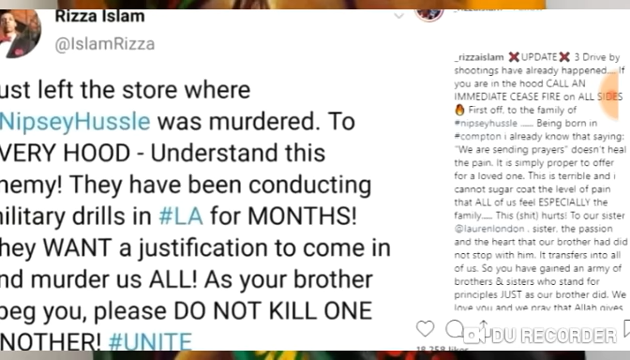 Rizza Islam
@IslamRizza
ust left the store where
NipseyHussle was murdered. To
VERY HOOD - Understand this
nemy! They have been conducting
ilitary drills in #LA for MONTHS!
hey WANT a justification to come in
nd murder us ALL! As your brother
beg you, please DO NOT KILL ONE
NOTHER! #UNITE
_rizzaislam
_rizzaislam ❌UPDATE❌ 3 Drive by
shootings have already happened.... If
you are in the hood CALL AN
IMMEDIATE CEASE FIRE on ALL SIDES
🔥 First off, to the family of
#nipseyhussle ...... Being born in
#compton i already know that saying:
"We are sending prayers" doesn't heal
the pain. It is simply proper to offer
for a loved one. This is terrible and i
cannot sugar coat the level of pain
that ALL of us feel ESPECIALLY the
family..... This (shit) hurts! To our sister
@laurenlondon. sister, the passion
and the heart that our brother had did
not stop with him. It transfers into all
of us. So you have gained an army of
brothers & sisters who stand for
principles JUST as our brother did. We
love you and we pray that Allah gives
DU RECORDER
18,258 likes